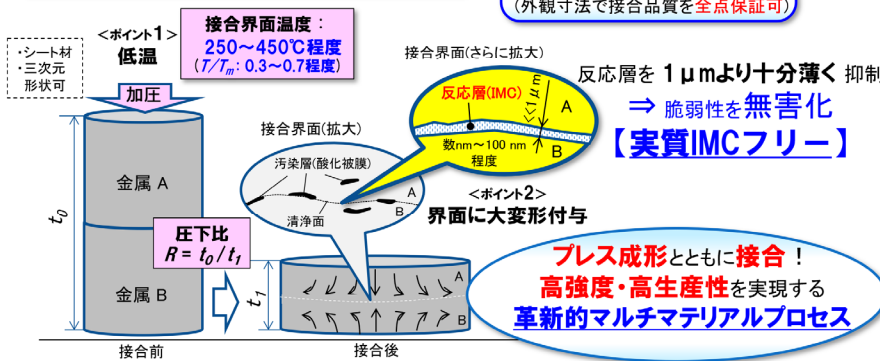 (外観寸法で接合品質を全点保証可)
<ポイント1>
低温
接合界面温度：
250～450℃程度
(T/Tm: 0.3～0.7程度)
・シート材
・三次元
形状可
加圧
金属 A
金属 B
t0
圧下比
R = t0/t1
接合前
接合界面(拡大)
汚染層(酸化被膜)
清浄面
A
B
接合界面(さらに拡大)
反応層(IMC)
<<1μm
A
B
数nm～100 nm
程度
反応層を 1μmより十分薄く 抑制
⇒ 脆弱性を無害化
【実質IMCフリー】
<ポイント2>
界面に大変形付与
t1
A
B
接合後
プレス成形とともに接合！
高強度・高生産性を実現する
革新的マルチマテリアルプロセス